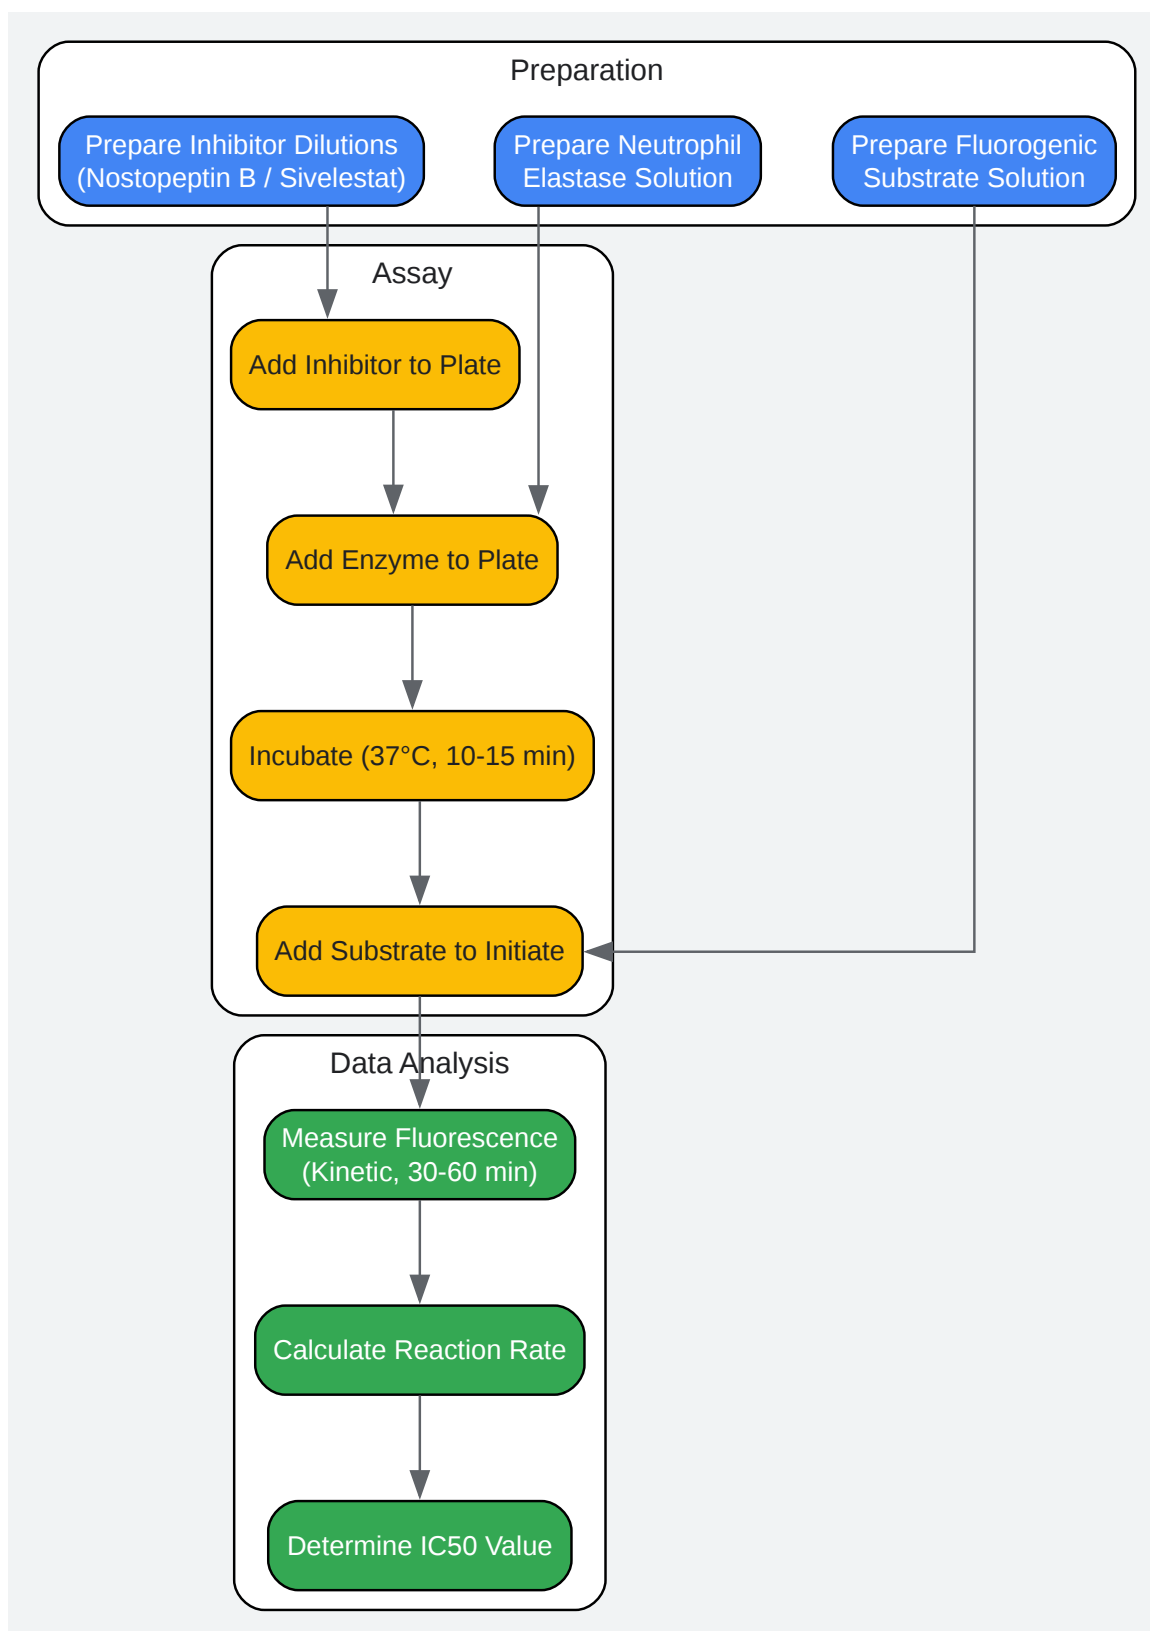 Preparation
Prepare Inhibitor Dilutions
(Nostopeptin B / Sivelestat)
Prepare Neutrophil
Elastase Solution
Prepare Fluorogenic
Substrate Solution
Assay
Add Inhibitor to Plate
Add Enzyme to Plate
Incubate (37°C, 10-15 min)
Add Substrate to Initiate
Data Analysis
Measure Fluorescence
(Kinetic, 30-60 min)
Calculate Reaction Rate
Determine IC50 Value